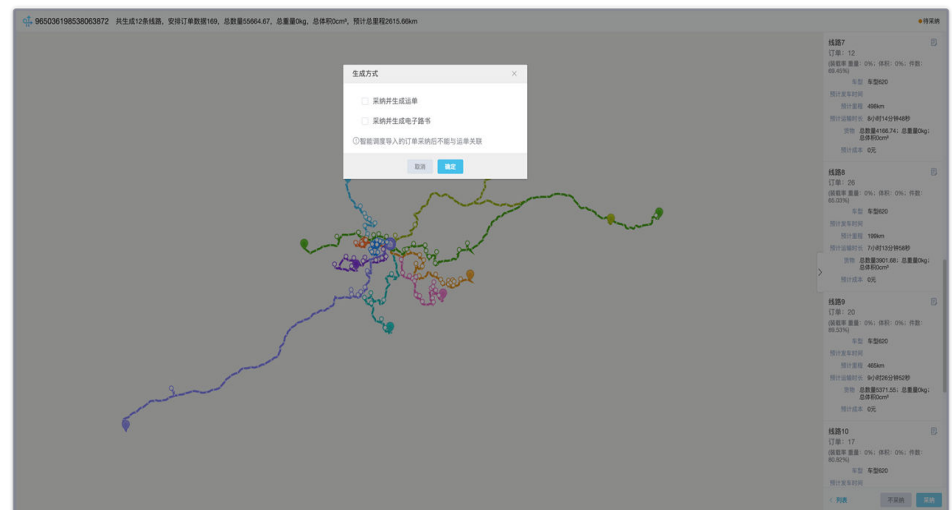 965036198538063872 共生成12条线路，安排订单数据169，总数量55664.67，总重量0kg，总体积0cm³，预计总里程2615.66km
待采纳
生成方式
采纳并生成运单
采纳并生成电子路书
智能调度导入的订单采纳后不能与运单关联
取消 确定
线路7
订单：12
(装载率 重量：0%；体积：0%；件数：
69.45%)
车型 车型620
预计发车时间
预计里程 498km
预计运输时长 9小时14分钟46秒
货物 总数量4166.74；总重量0kg；
总体积0cm³
预计成本 0元
线路8
订单：26
(装载率 重量：0%；体积：0%；件数：
65.03%)
车型 车型620
预计发车时间
预计里程 198km
预计运输时长 7小时13分钟58秒
货物 总数量3901.68；总重量0kg；
总体积0cm³
预计成本 0元
线路9
订单：20
(装载率 重量：0%；体积：0%；件数：
89.53%)
车型 车型620
预计发车时间
预计里程 465km
预计运输时长 9小时26分钟52秒
货物 总数量5371.55；总重量0kg；
总体积0cm³
预计成本 0元
线路10
订单：17
(装载率 重量：0%；体积：0%；件数：
90.82%)
车型 车型620
预计发车时间
列表 不采纳 采纳